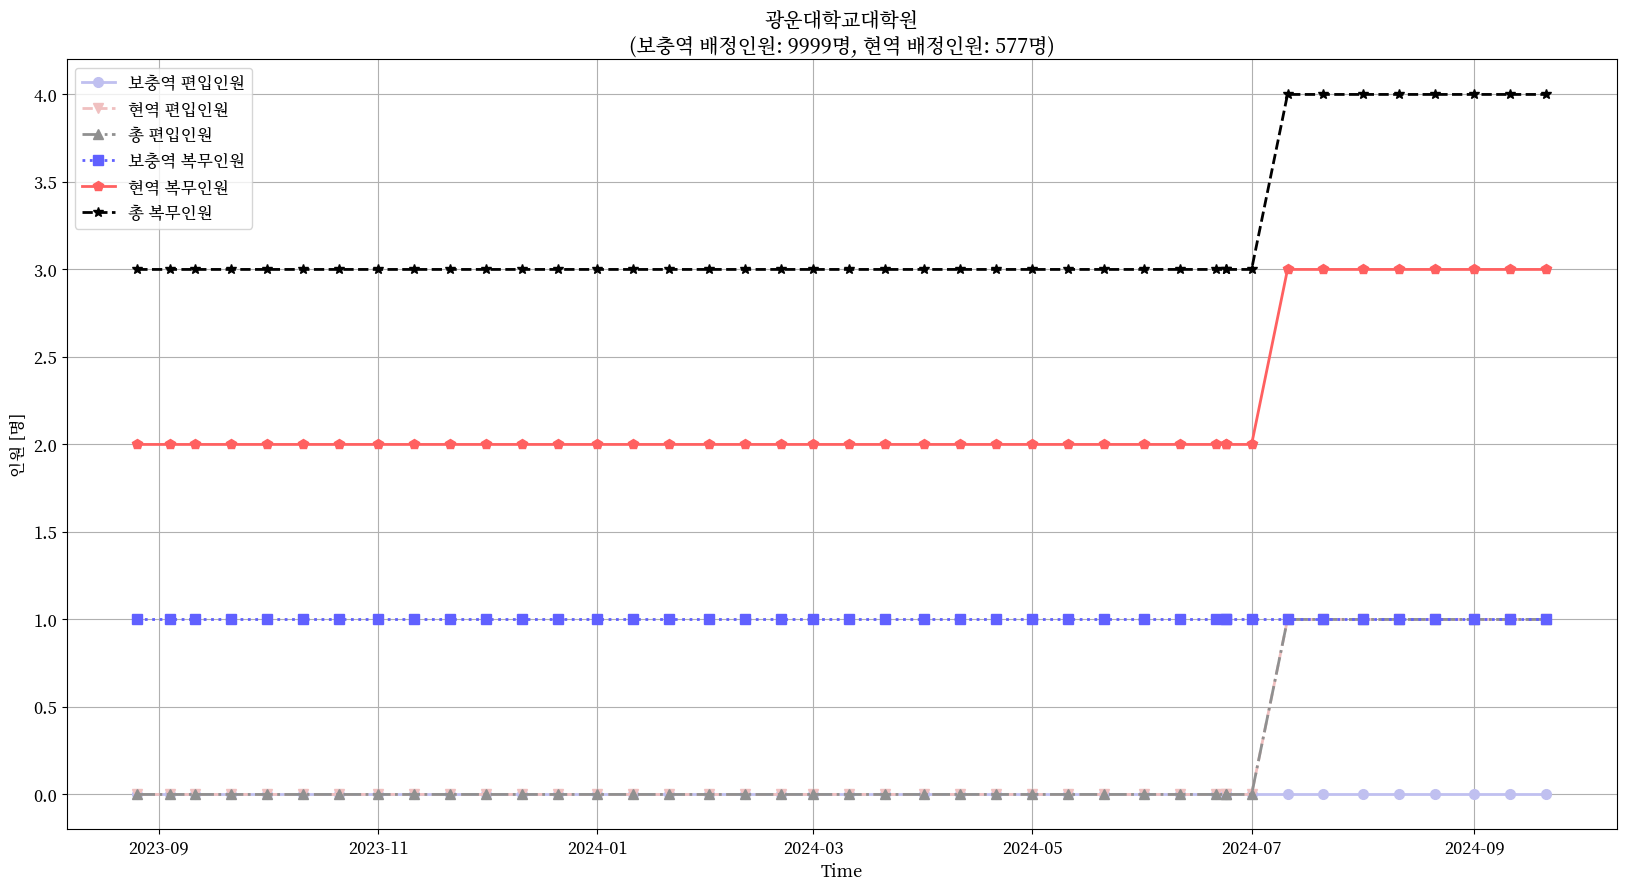 광운대학교대학원
(보충역 배정인원: 9999명, 현역 배정인원: 577명)
보충역 편입인원
현역 편입인원
총 편입인원
보충역 복무인원
현역 복무인원
총 복무인원
4.0
3.5
3.0
2.5
2.0
1.5
1.0
0.5
0.0
인원 [명]
2023-09 2023-11 2024-01 2024-03 2024-05 2024-07 2024-09
Time